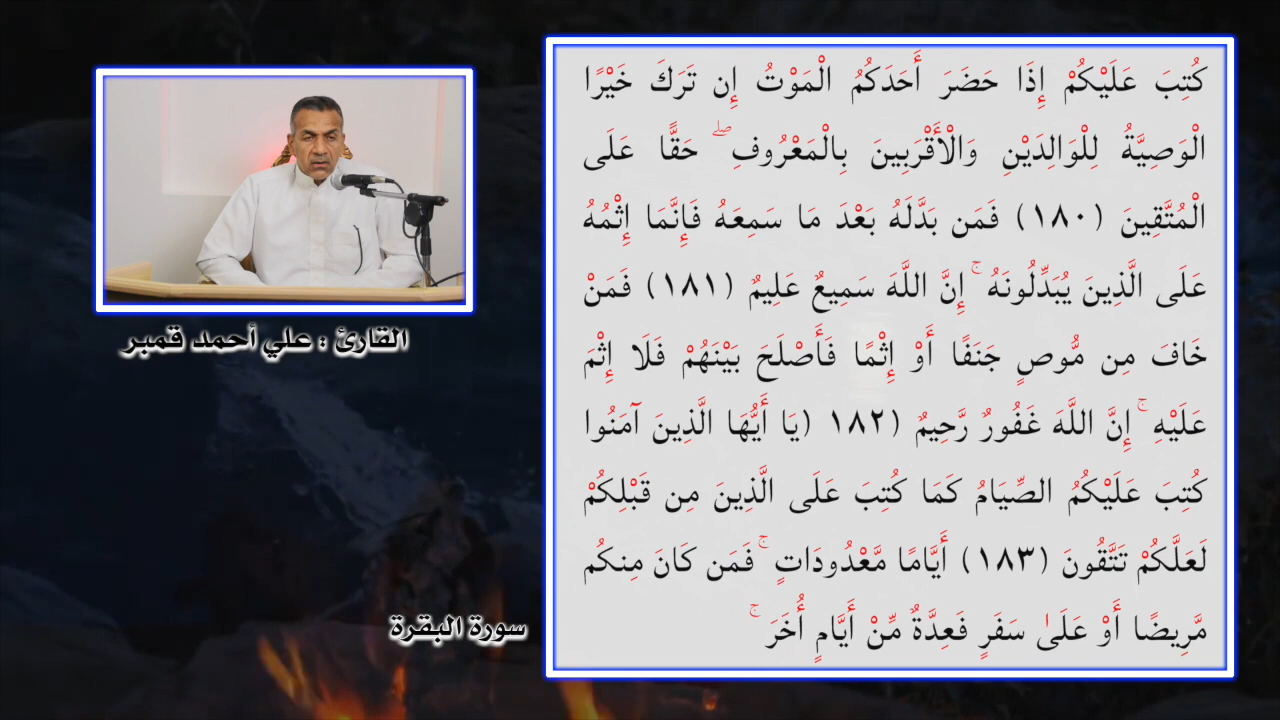 كُتِبَ عَلَيْكُمْ إِذَا حَضَرَ أَحَدَكُمُ الْمَوْتُ إِن تَرَكَ خَيْرًا
الْوَصِيَّةُ لِلْوَالِدَيْنِ وَالْأَقْرَبِينَ بِالْمَعْرُوفِ ۖ حَقًّا عَلَى
الْمُتَّقِينَ (١٨٠) فَمَن بَدَّلَهُ بَعْدَ مَا سَمِعَهُ فَإِنَّمَا إِثْمُهُ
عَلَى الَّذِينَ يُبَدِّلُونَهُ ۚ إِنَّ اللَّهَ سَمِيعٌ عَلِيمٌ (١٨١) فَمَنْ
خَافَ مِن مُّوصٍ جَنَفًا أَوْ إِثْمًا فَأَصْلَحَ بَيْنَهُمْ فَلَا إِثْمَ
عَلَيْهِ ۚ إِنَّ اللَّهَ غَفُورٌ رَّحِيمٌ (١٨٢ (يَا أَيُّهَا الَّذِينَ آمَنُوا
كُتِبَ عَلَيْكُمُ الصِّيَامُ كَمَا كُتِبَ عَلَى الَّذِينَ مِن قَبْلِكُمْ
لَعَلَّكُمْ تَتَّقُونَ (١٨٣) أَيَّامًا مَّعْدُودَاتٍ ۚ فَمَن كَانَ مِنكُم
مَّرِيضًا أَوْ عَلَىٰ سَفَرٍ فَعِدَّةٌ مِّنْ أَيَّامٍ أُخَرَ ۚ
القارئ : علي أحمد قمبر
سورة البقرة